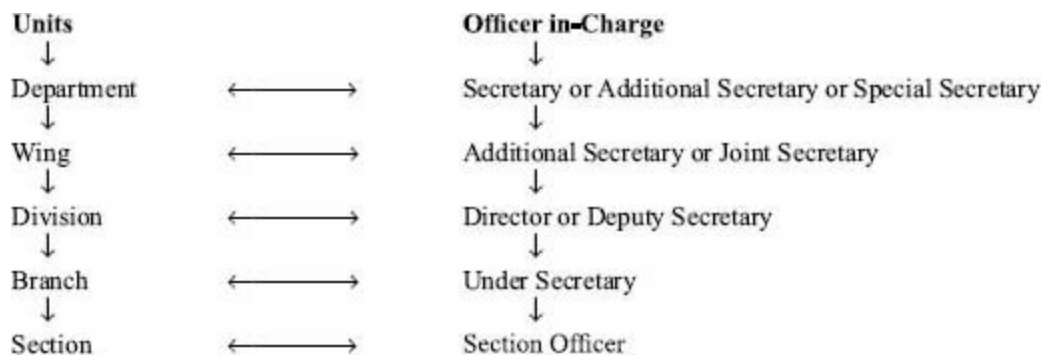 Units Officer in-Charge
Department Secretary or Additional Secretary or Special Secretary
Wing Additional Secretary or Joint Secretary
Division Director or Deputy Secretary
Branch Under Secretary
Section Section Officer